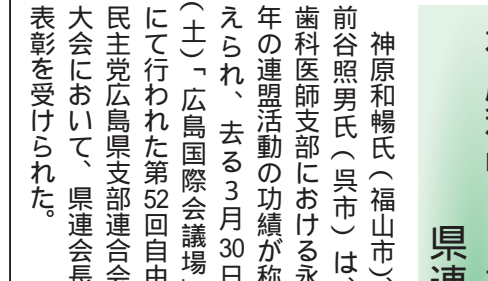 県連
神原和暢氏(福山市)、
前谷照男氏(呉市)は、
歯科医師支部における永
年の連盟活動の功績が称
えられ、去る3月30日
(土)「広島国際会議場」
にて行われた第52回自由
民主党広島県支部連合会
大会において、県連会長
表彰を受けられた。